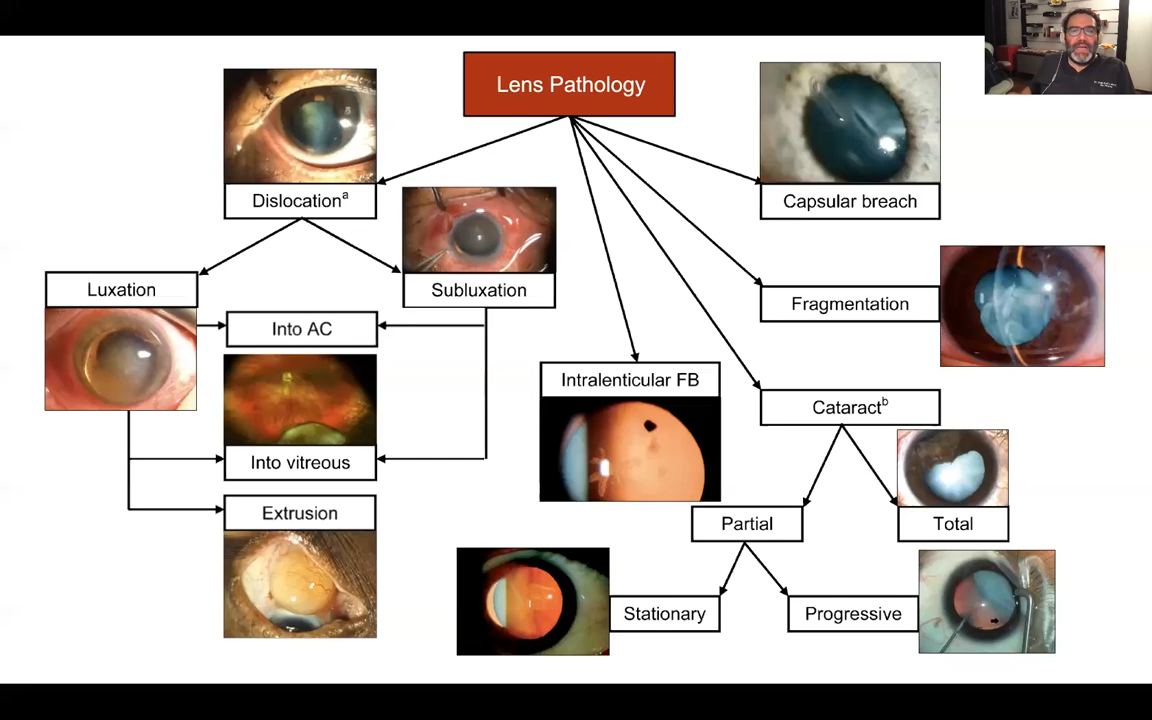 Lens Pathology
Dislocationᵃ
Capsular breach
Luxation
Subluxation
Fragmentation
Into AC
Intralenticular FB
Cataractᵇ
Into vitreous
Extrusion
Partial
Total
Stationary
Progressive